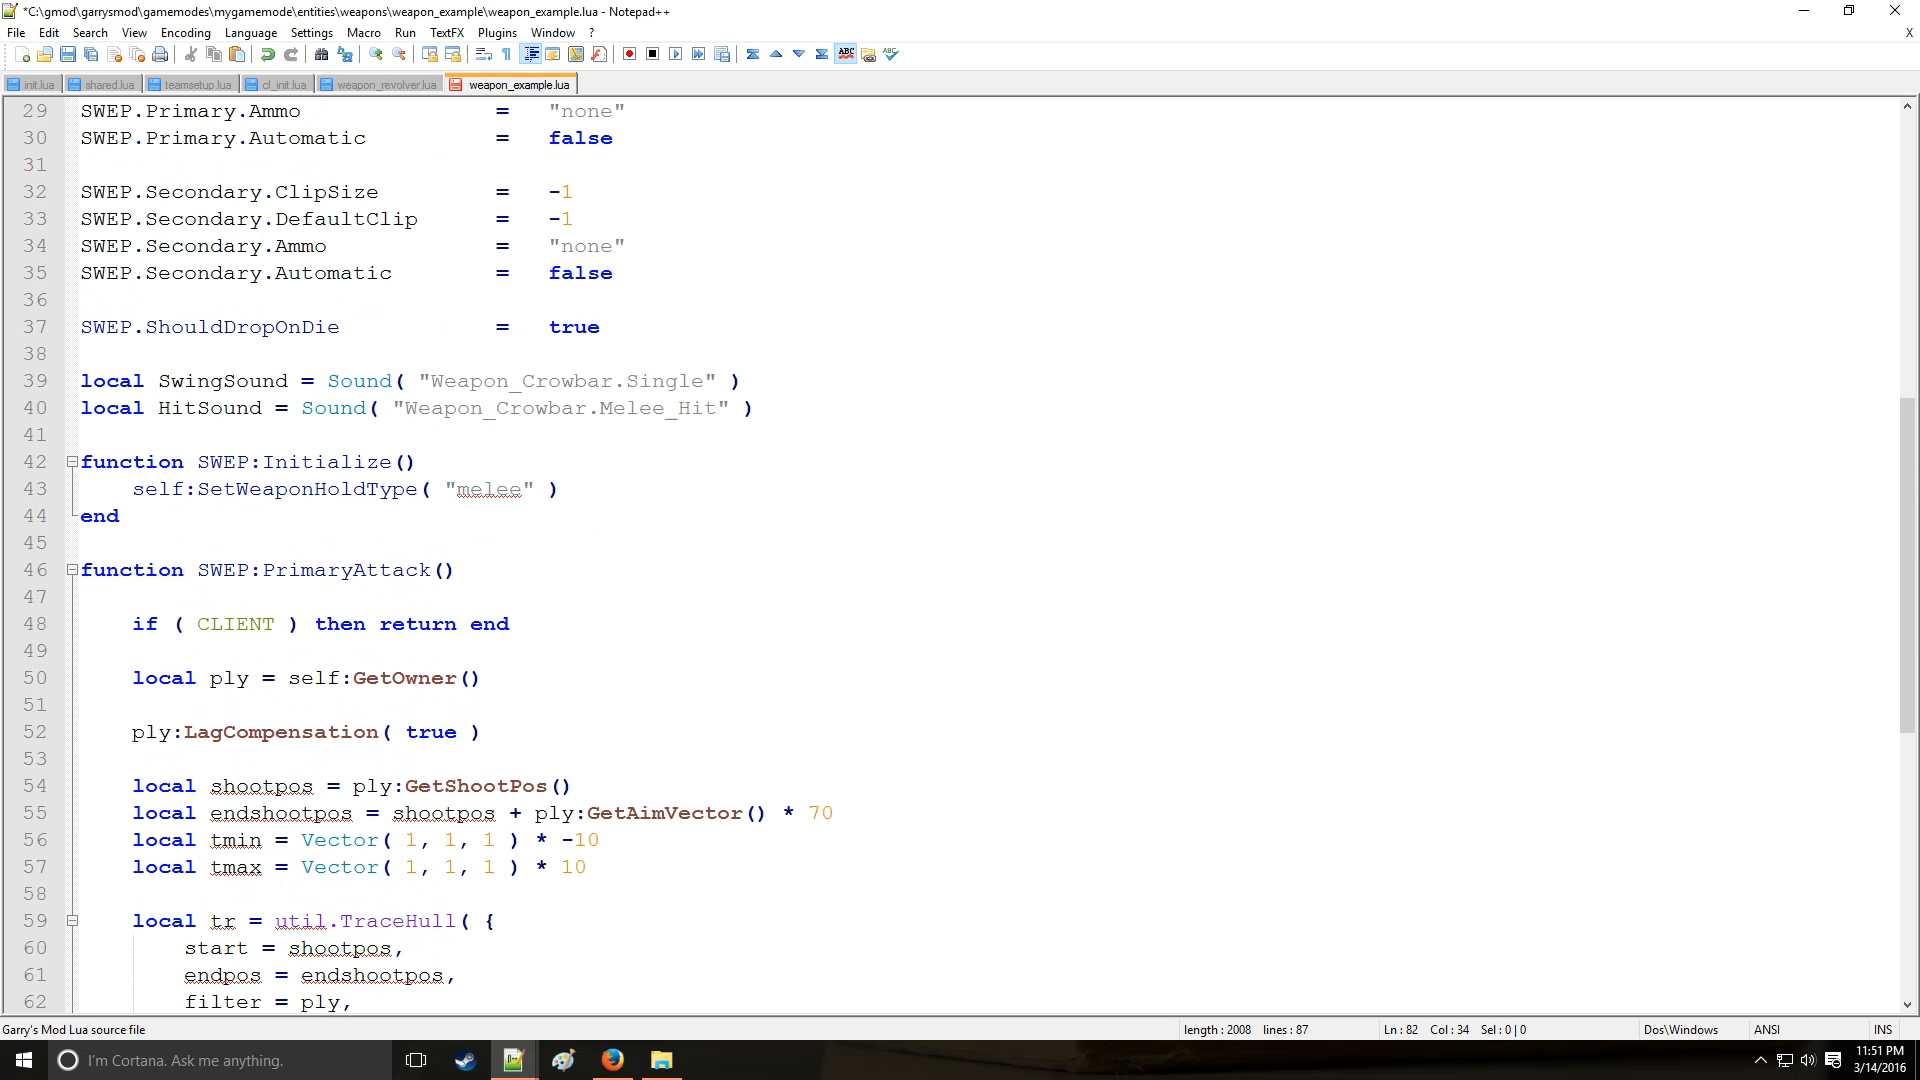 *C:\gmod\garrysmod\gamemodes\mygamemode\entities\weapons\weapon_example\weapon_example.lua - Notepad++
File Edit Search View Encoding Language Settings Macro Run TextFX Plugins Window ? X
init.lua shared.lua teamsetup.lua cl_init.lua weapon_revolver.lua weapon_example.lua
29 SWEP.Primary.Ammo = "none"
30 SWEP.Primary.Automatic = false
31
32 SWEP.Secondary.ClipSize = -1
33 SWEP.Secondary.DefaultClip = -1
34 SWEP.Secondary.Ammo = "none"
35 SWEP.Secondary.Automatic = false
36
37 SWEP.ShouldDropOnDie = true
38
39 local SwingSound = Sound( "Weapon_Crowbar.Single" )
40 local HitSound = Sound( "Weapon_Crowbar.Melee_Hit" )
41
42 function SWEP:Initialize()
43 self:SetWeaponHoldType( "melee" )
44 end
45
46 function SWEP:PrimaryAttack()
47
48 if ( CLIENT ) then return end
49
50 local ply = self:GetOwner()
51
52 ply:LagCompensation( true )
53
54 local shootpos = ply:GetShootPos()
55 local endshootpos = shootpos + ply:GetAimVector() * 70
56 local tmin = Vector( 1, 1, 1 ) * -10
57 local tmax = Vector( 1, 1, 1 ) * 10
58
59 local tr = util.TraceHull( {
60 start = shootpos,
61 endpos = endshootpos,
62 filter = ply,
Garry's Mod Lua source file length : 2008 lines : 87 Ln : 82 Col : 34 Sel : 0 | 0 Dos\Windows ANSI INS
I'm Cortana. Ask me anything. 11:51 PM
3/14/2016